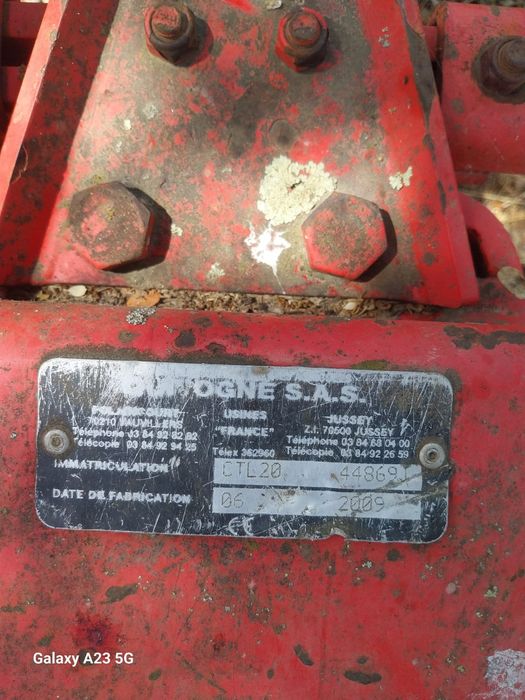 OGNE S.A.S.
USINES JUSSEY
70210 VAUVILLERS "FRANCE" Z.I. 70500 JUSSEY
Téléphone 03 84 92 82 82 Téléphone 03 84 68 04 00
Télécopie 03 84 92 94 25 Télex 362960 Télécopie 03 84 92 26 59
IMMATRICULATION CTL20 44869
DATE DE FABRICATION 06 2009
CE
Galaxy A23 5G